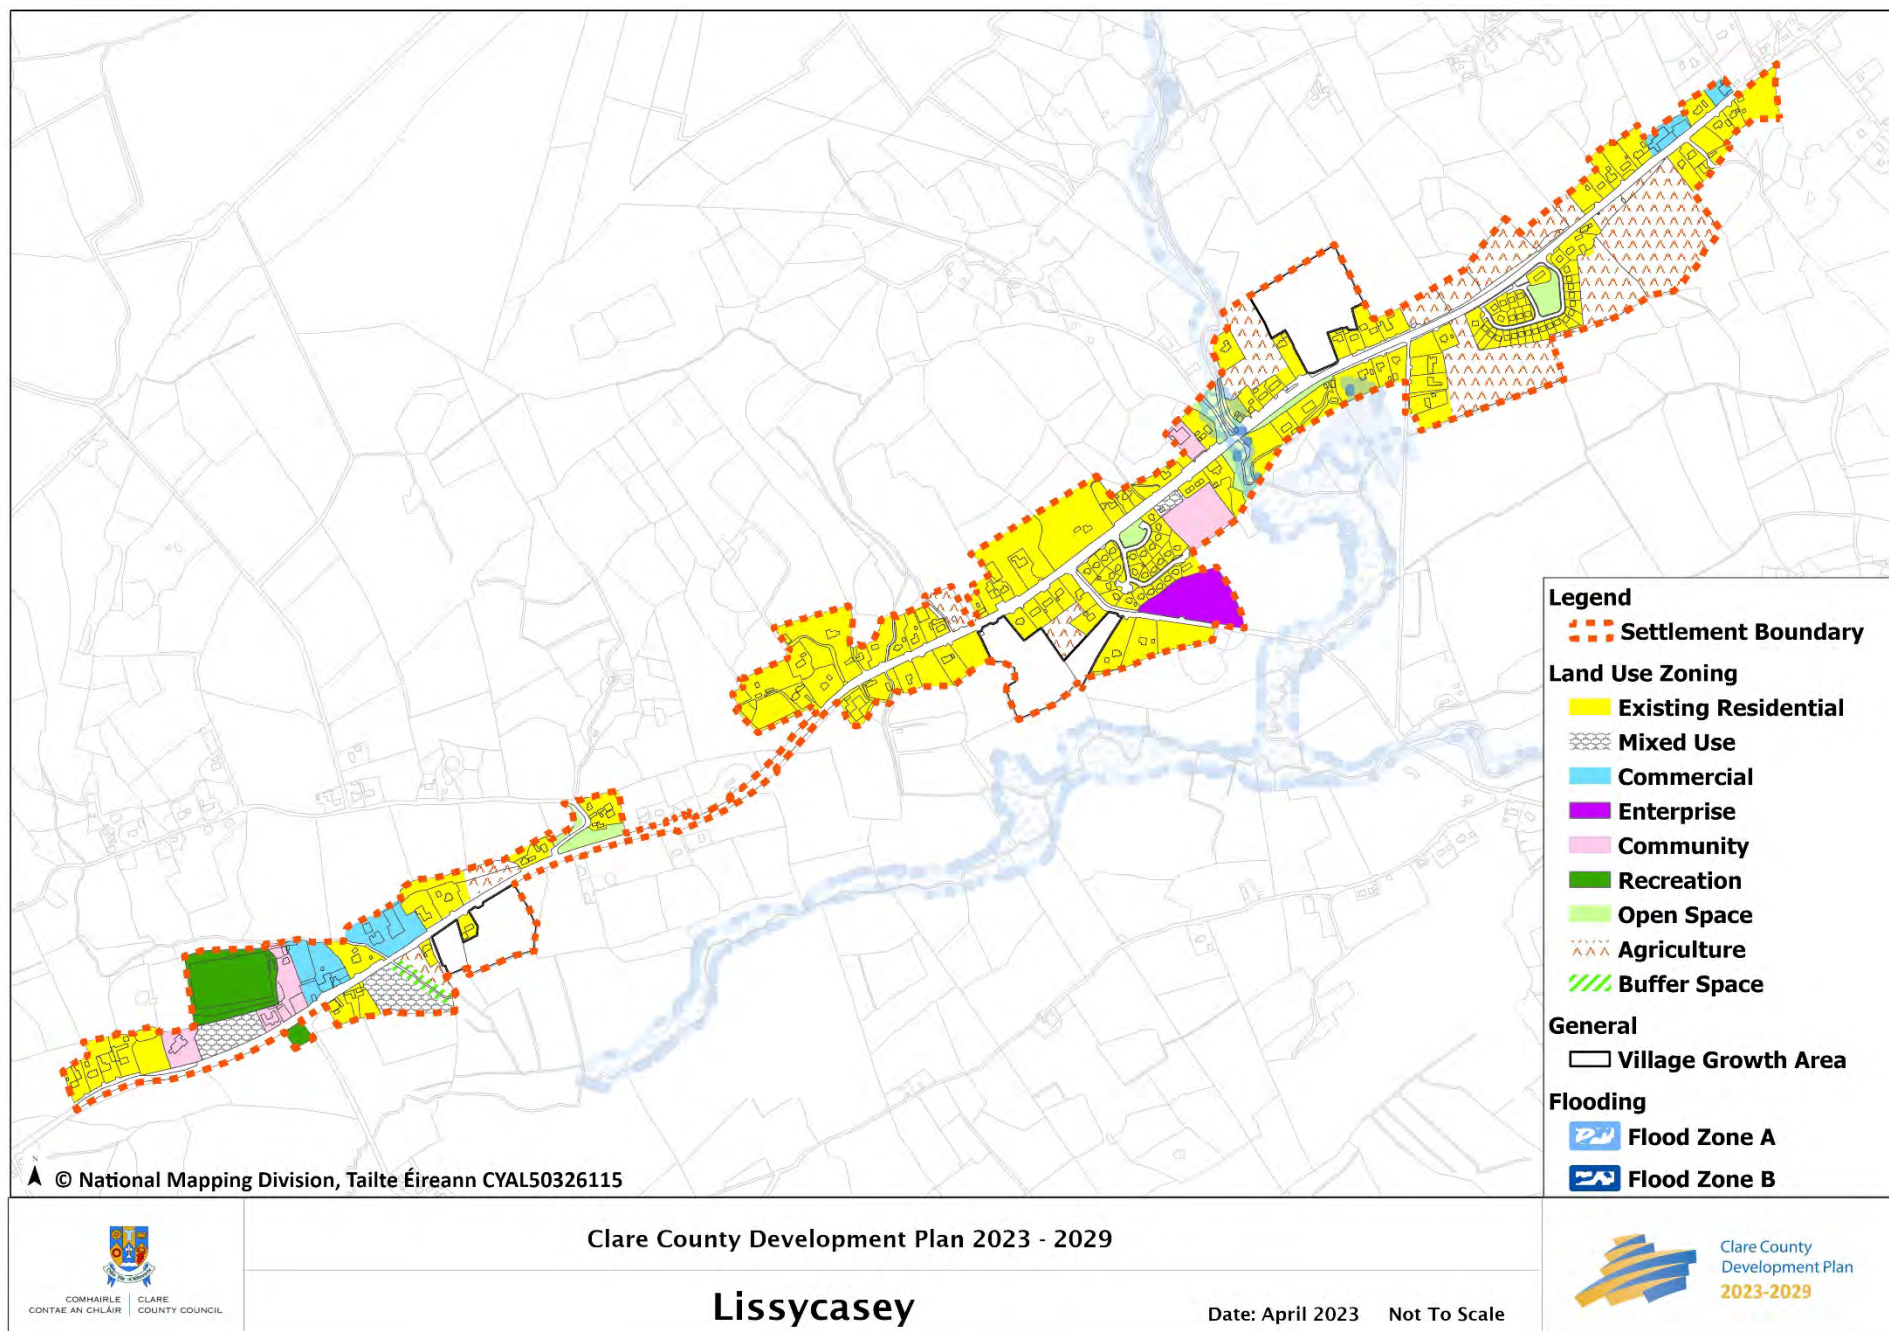 Legend
Settlement Boundary
Land Use Zoning
Existing Residential
Mixed Use
Commercial
Enterprise
Community
Recreation
Open Space
Agriculture
Buffer Space
General
Village Growth Area
Flooding
Flood Zone A
Flood Zone B
N
© National Mapping Division, Tailte Éireann CYAL50326115
COMHAIRLE CLARE
CONTAE AN CHLÁIR COUNTY COUNCIL
Clare County Development Plan 2023 - 2029
Lissycasey
Date: April 2023 Not To Scale
Clare County
Development Plan
2023-2029